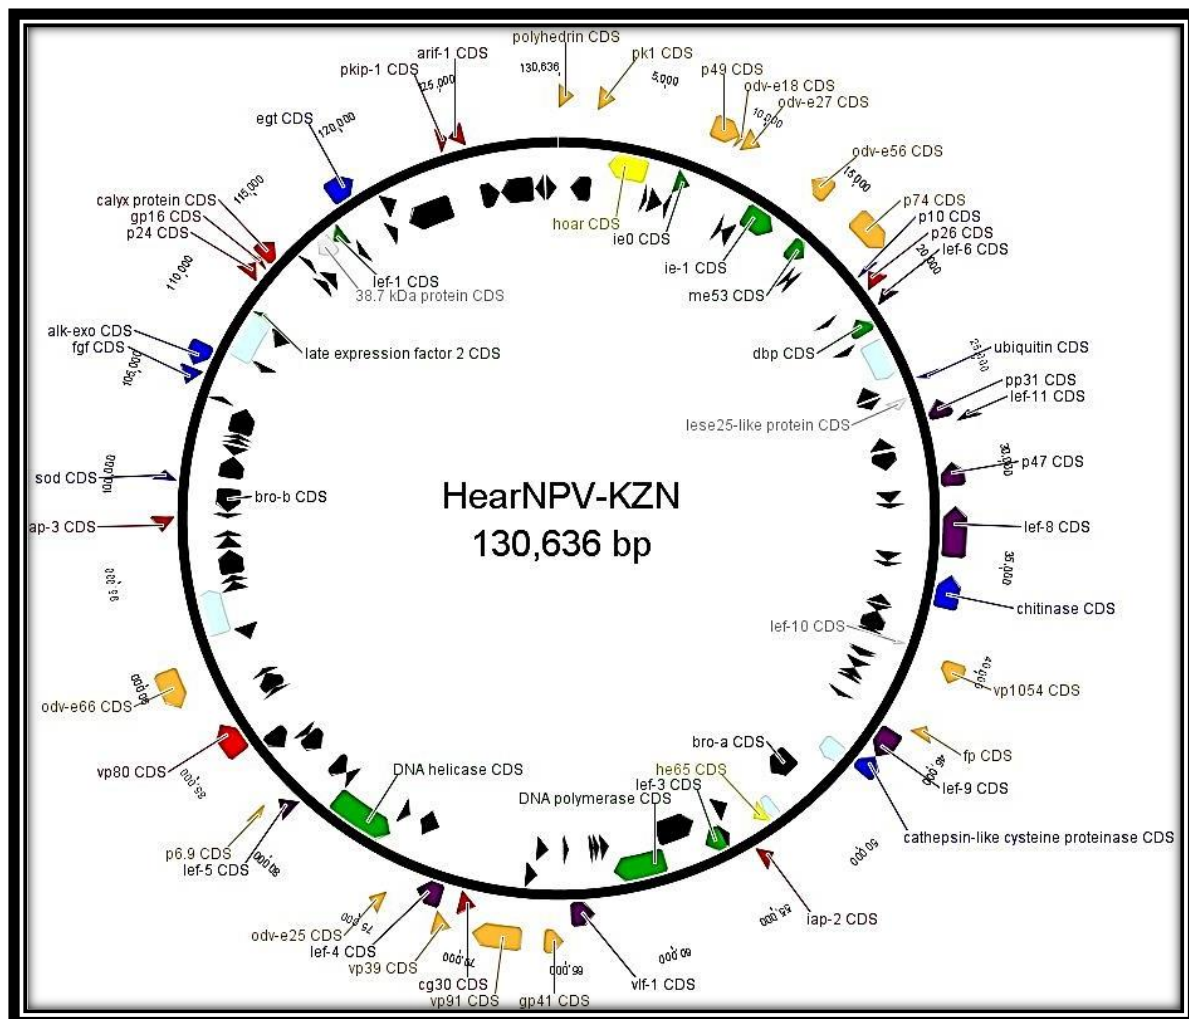 polyhedrin CDS
130,636
pk1 CDS
5,000
p49 CDS
odv-e18 CDS
odv-e27 CDS
10,000
odv-e56 CDS
15,000
p74 CDS
p10 CDS
p26 CDS
lef-6 CDS
20,000
ubiquitin CDS
25,000
pp31 CDS
lef-11 CDS
p47 CDS
30,000
lef-8 CDS
35,000
chitinase CDS
40,000
vp1054 CDS
fp CDS
45,000
lef-9 CDS
cathepsin-like cysteine proteinase CDS
50,000
iap-2 CDS
55,000
60,000
vlf-1 CDS
65,000
gp41 CDS
vp91 CDS
cg30 CDS
70,000
vp39 CDS
lef-4 CDS
75,000
odv-e25 CDS
80,000
lef-5 CDS
p6.9 CDS
85,000
vp80 CDS
90,000
odv-e66 CDS
95,000
ap-3 CDS
sod CDS
100,000
105,000
fgf CDS
alk-exo CDS
110,000
p24 CDS
gp16 CDS
calyx protein CDS
115,000
egt CDS
120,000
pkip-1 CDS
arif-1 CDS
25,000
hoar CDS
ie0 CDS
ie-1 CDS
me53 CDS
dbp CDS
lese25-like protein CDS
lef-10 CDS
bro-a CDS
he65 CDS
lef-3 CDS
DNA polymerase CDS
DNA helicase CDS
bro-b CDS
late expression factor 2 CDS
38.7 kDa protein CDS
lef-1 CDS
HearNPV-KZN
130,636 bp